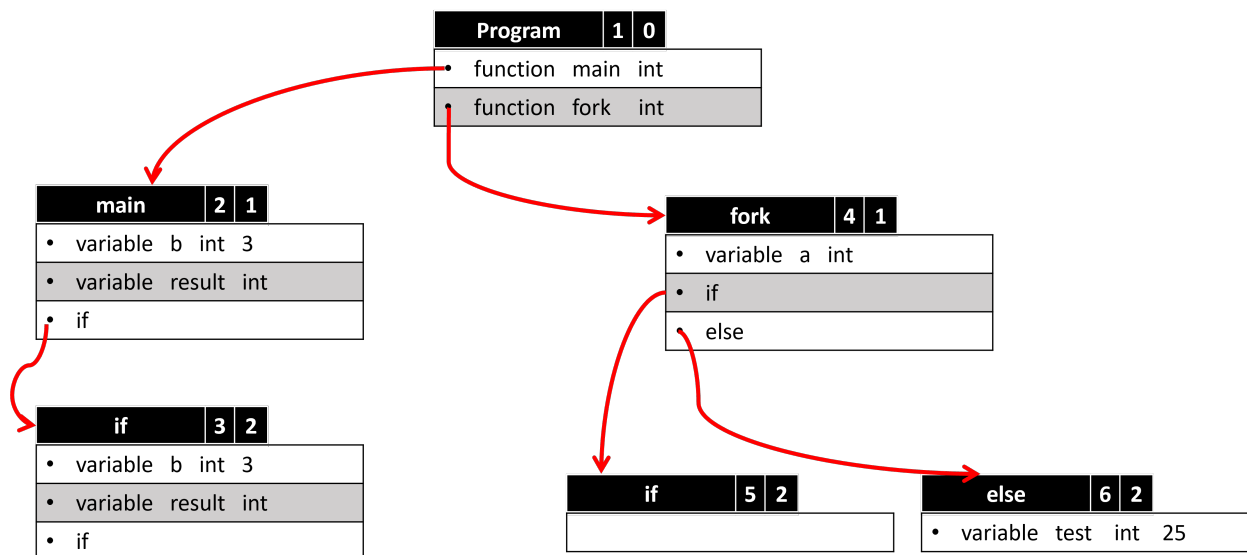 Program 1 0
• function main int
• function fork int
main 2 1
• variable b int 3
• variable result int
• if
fork 4 1
• variable a int
• if
• else
if 3 2
• variable b int 3
• variable result int
• if
if 5 2
else 6 2
• variable test int 25